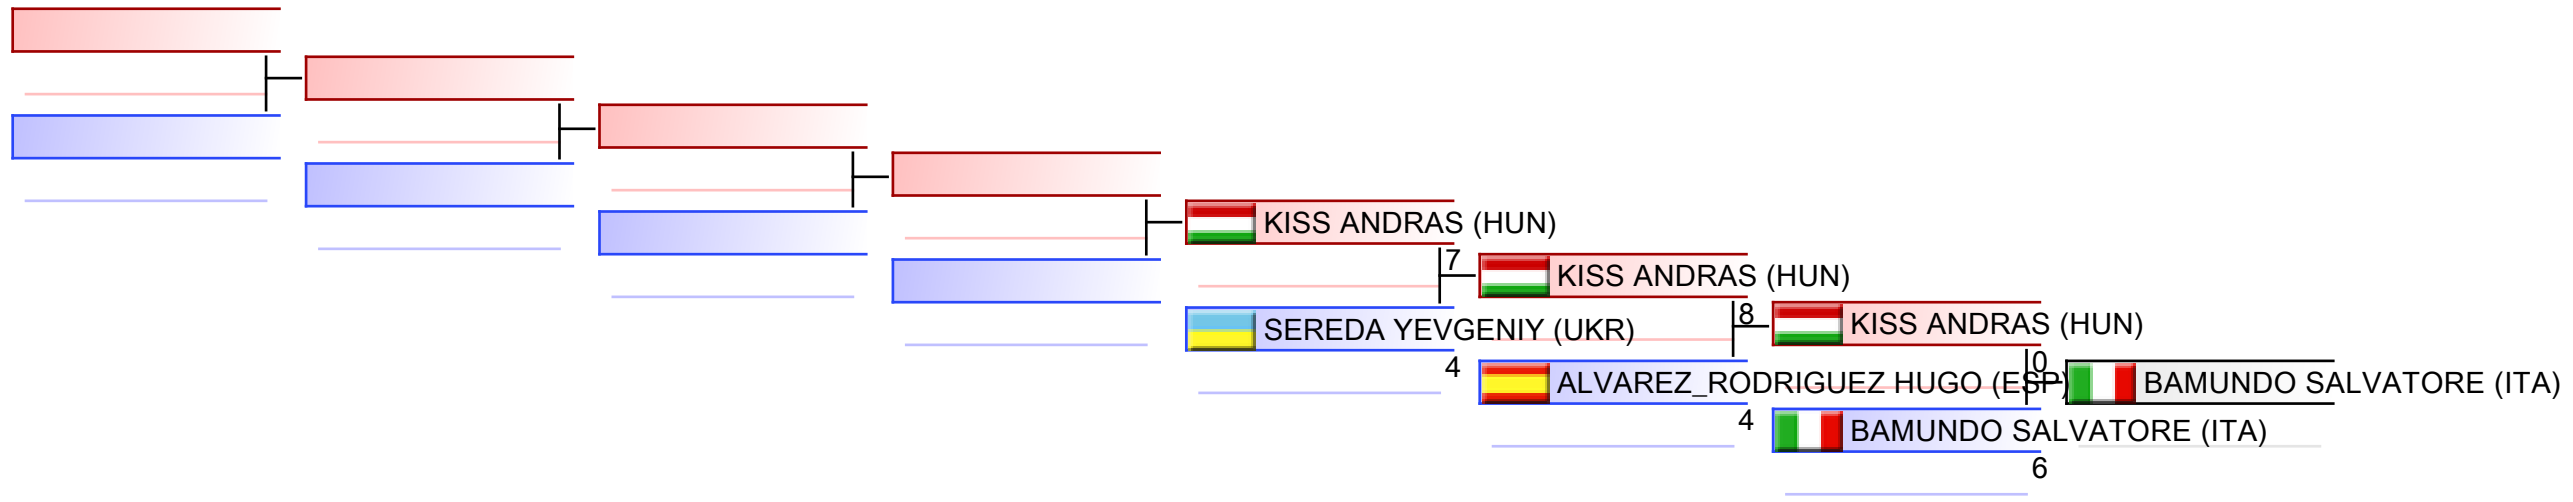 KISS ANDRAS (HUN)
7
KISS ANDRAS (HUN)
SEREDA YEVGENIY (UKR)
4
8
KISS ANDRAS (HUN)
ALVAREZ_RODRIGUEZ HUGO (ESP)
4
0
BAMUNDO SALVATORE (ITA)
BAMUNDO SALVATORE (ITA)
6